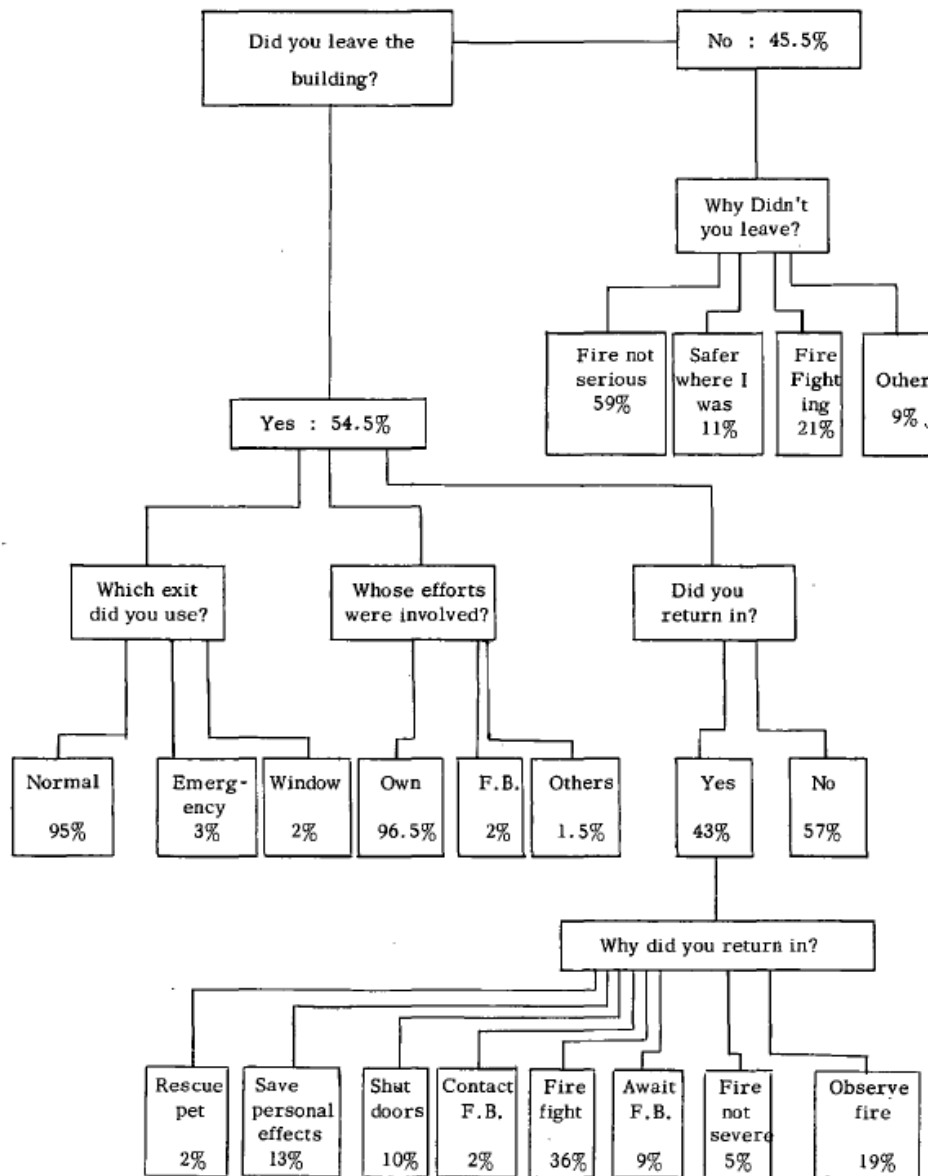 Did you leave the
building?
No : 45.5%
Why Didn't
you leave?
Fire not
serious
59%
Safer
where I
was
11%
Fire
Fight
ing
21%
Other
9%
Yes : 54.5%
Which exit
did you use?
Whose efforts
were involved?
Did you
return in?
Normal
95%
Emerg-
ency
3%
Window
2%
Own
96.5%
F.B.
2%
Others
1.5%
Yes
43%
No
57%
Why did you return in?
Rescue
pet
2%
Save
personal
effects
13%
Shut
doors
10%
Contact
F.B.
2%
Fire
fight
36%
Await
F.B.
9%
Fire
not
severe
5%
Observe
fire
19%